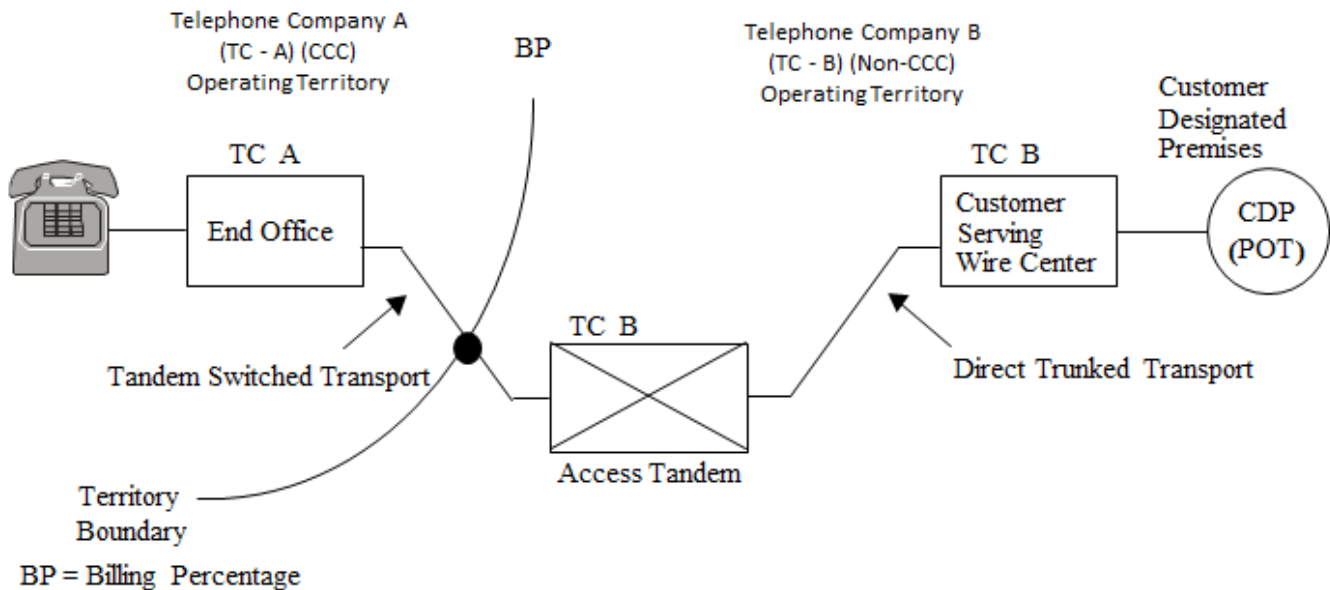 Telephone Company A
(TC - A) (CCC)
Operating Territory
BP
Telephone Company B
(TC - B) (Non-CCC)
Operating Territory
Customer
Designated
Premises
TC A
End Office
TC B
Customer
Serving
Wire Center
CDP
(POT)
TC B
Tandem Switched Transport
Direct Trunked Transport
Access Tandem
Territory
Boundary
BP = Billing Percentage